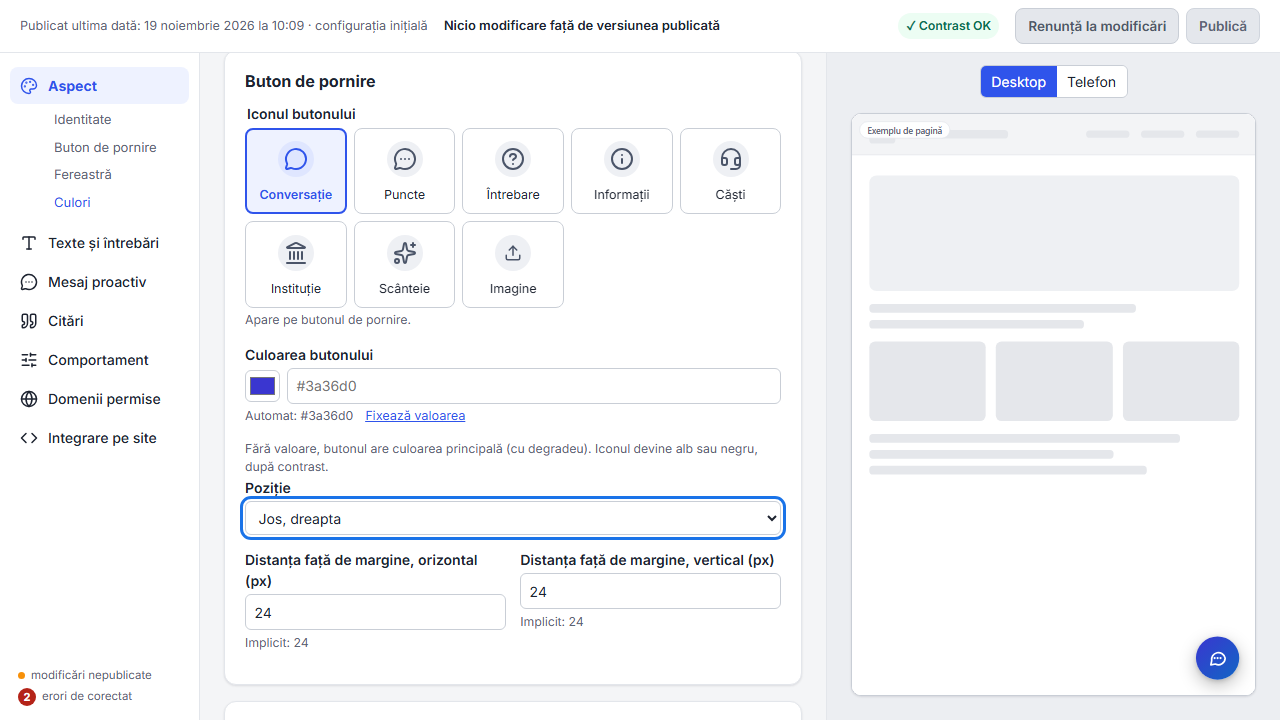 Publicat ultima dată: 19 noiembrie 2026 la 10:09 · configurația inițială
Nicio modificare față de versiunea publicată
✓ Contrast OK
Renunță la modificări
Publică
Aspect
Identitate
Buton de pornire
Fereastră
Culori
Texte și întrebări
Mesaj proactiv
Citări
Comportament
Domenii permise
Integrare pe site
modificări nepublicate
2 erori de corectat
Buton de pornire
Iconul butonului
Conversație
Puncte
Întrebare
Informații
Căști
Instituție
Scânteie
Imagine
Apare pe butonul de pornire.
Culoarea butonului
#3a36d0
Automat: #3a36d0 Fixează valoarea
Fără valoare, butonul are culoarea principală (cu degradeu). Iconul devine alb sau negru,
după contrast.
Poziție
Jos, dreapta
Distanța față de margine, orizontal
(px)
24
Implicit: 24
Distanța față de margine, vertical (px)
24
Implicit: 24
Desktop
Telefon
Exemplu de pagină